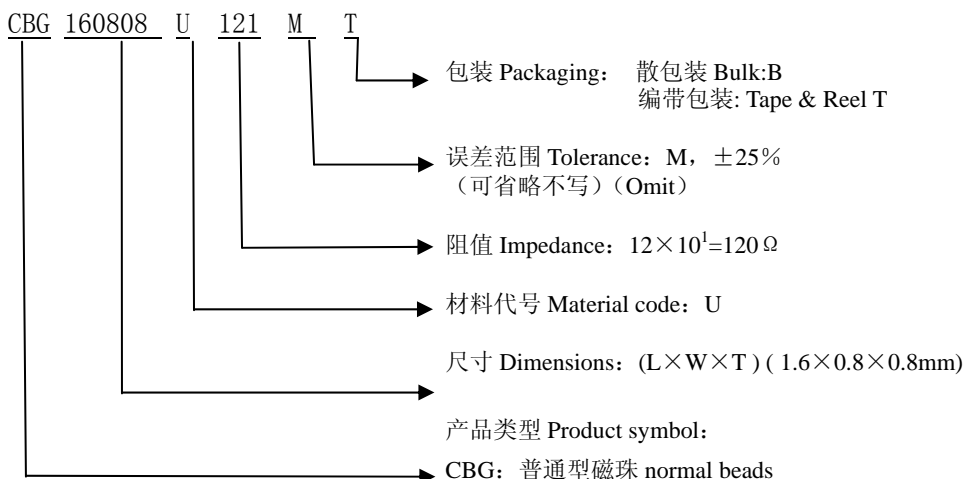 CBG 160808 U 121 M T
包装 Packaging： 散包装 Bulk:B
编带包装: Tape & Reel T
误差范围 Tolerance：M，±25％
（可省略不写）（Omit）
阻值 Impedance：12×10¹=120Ω
材料代号 Material code：U
尺寸 Dimensions：(L×W×T ) ( 1.6×0.8×0.8mm)
产品类型 Product symbol：
CBG：普通型磁珠 normal beads